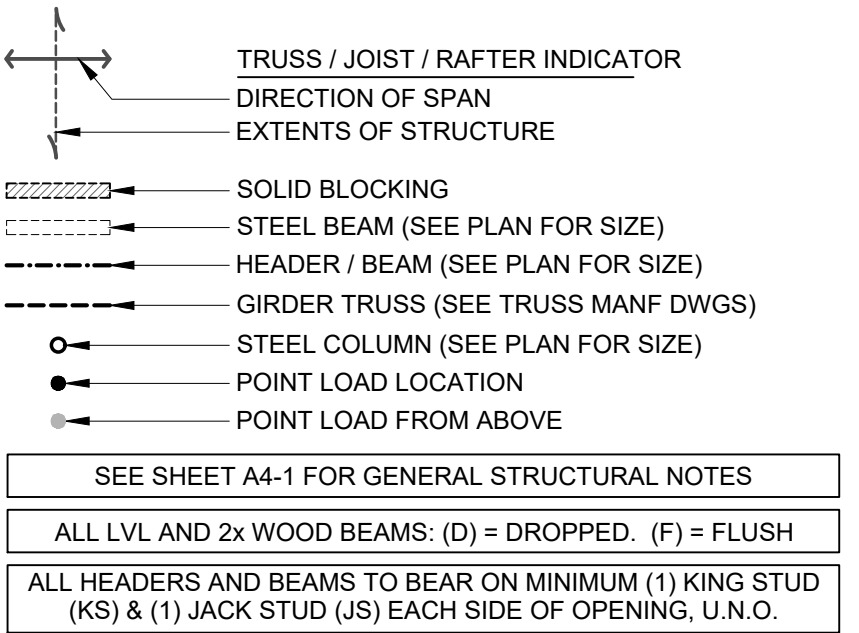 TRUSS / JOIST / RAFTER INDICATOR
DIRECTION OF SPAN
EXTENTS OF STRUCTURE
SOLID BLOCKING
STEEL BEAM (SEE PLAN FOR SIZE)
HEADER / BEAM (SEE PLAN FOR SIZE)
GIRDER TRUSS (SEE TRUSS MANF DWGS)
STEEL COLUMN (SEE PLAN FOR SIZE)
POINT LOAD LOCATION
POINT LOAD FROM ABOVE
SEE SHEET A4-1 FOR GENERAL STRUCTURAL NOTES
ALL LVL AND 2x WOOD BEAMS: (D) = DROPPED. (F) = FLUSH
ALL HEADERS AND BEAMS TO BEAR ON MINIMUM (1) KING STUD
(KS) & (1) JACK STUD (JS) EACH SIDE OF OPENING, U.N.O.